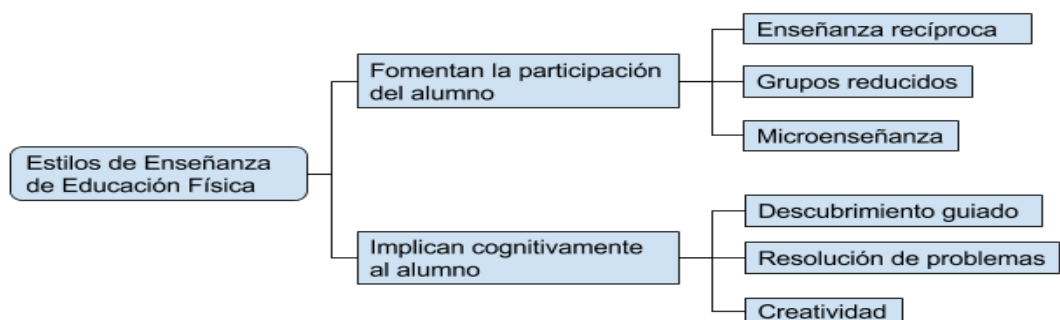 Estilos de Enseñanza
de Educación Física
Fomentan la participación
del alumno
Enseñanza recíproca
Grupos reducidos
Microenseñanza
Implican cognitivamente
al alumno
Descubrimiento guiado
Resolución de problemas
Creatividad